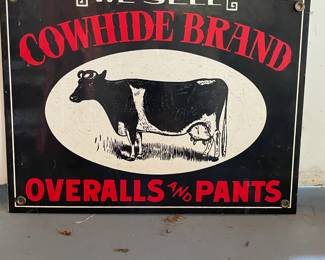 WE SELL
COWHIDE BRAND
OVERALLS AND PANTS